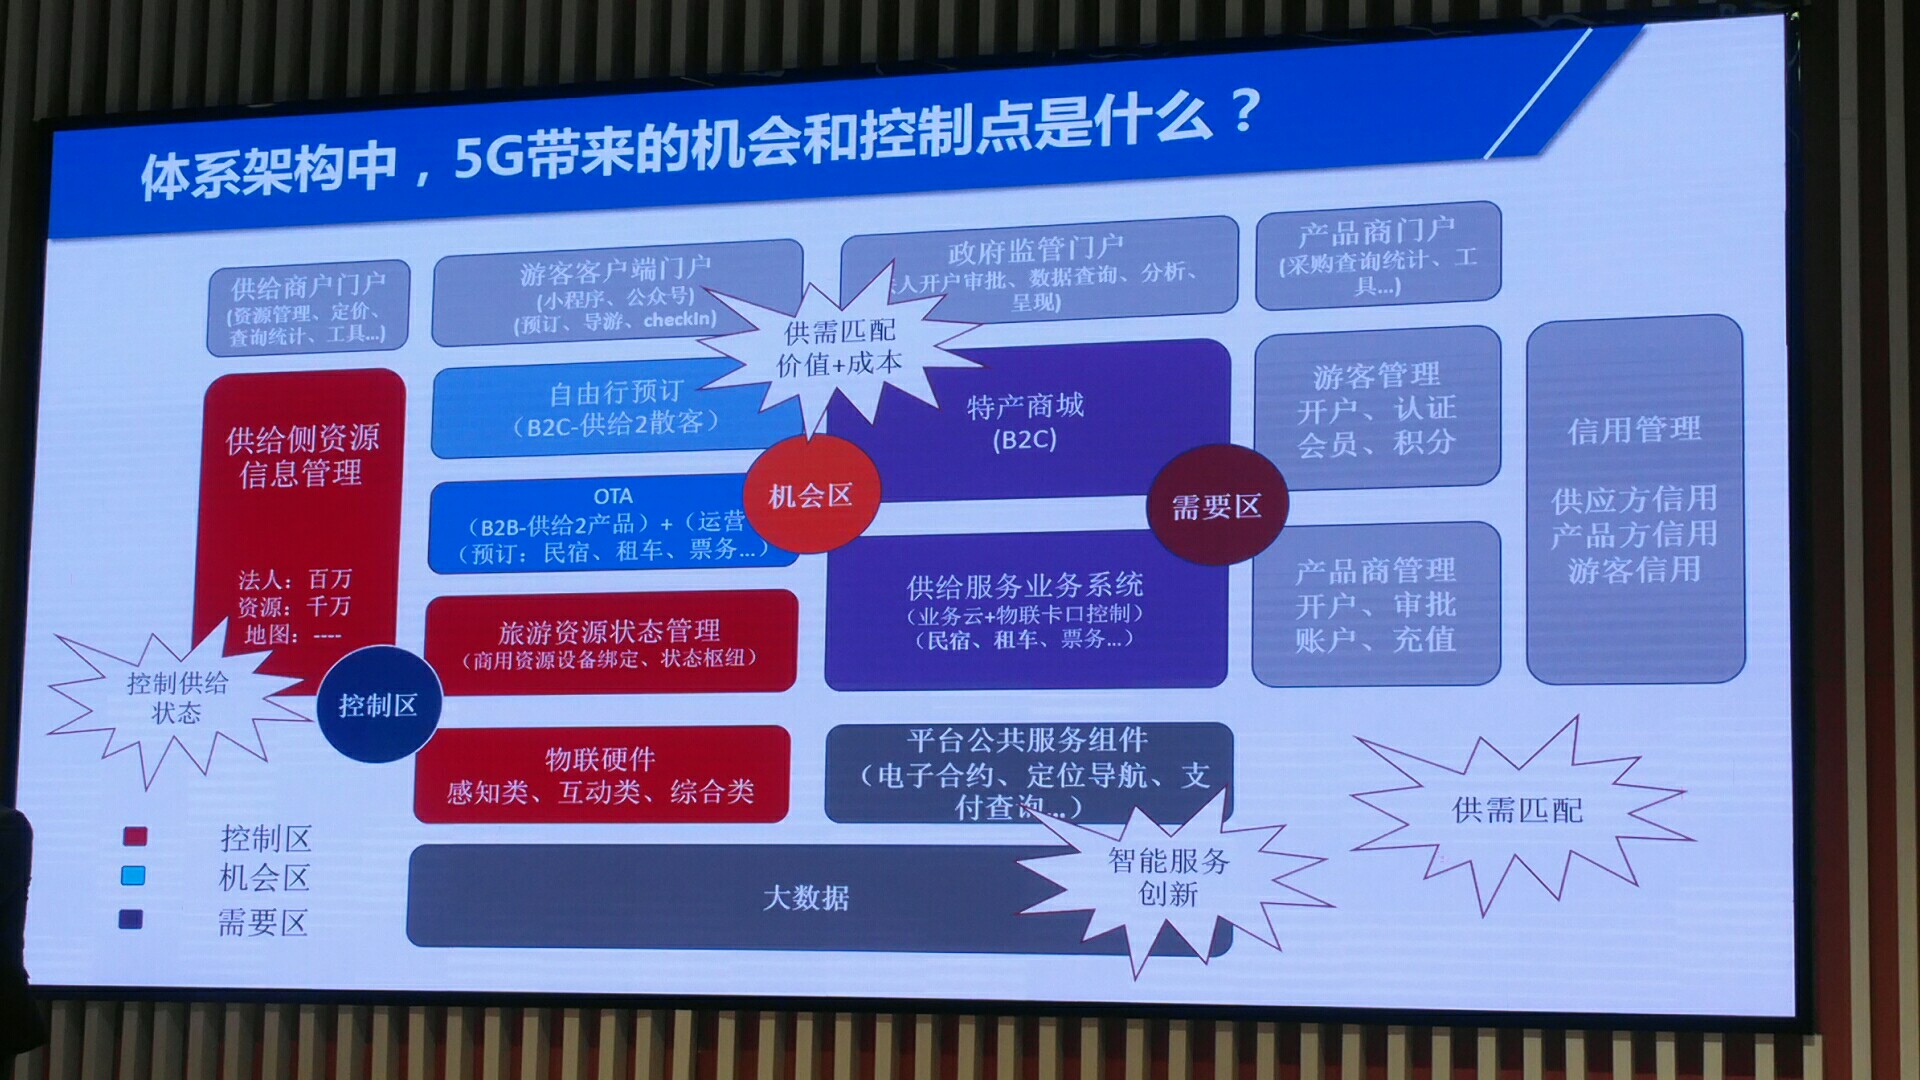 体系架构中，5G带来的机会和控制点是什么？
供给商户门户
(资源管理、定价、
查询统计、工具...)
游客客户端门户
(小程序、公众号)
(预订、导游、checkIn)
政府监管门户
人开户审批、数据查询、分析、
呈现)
产品商门户
(采购查询统计、工
具...)
供需匹配
价值+成本
供给侧资源
信息管理
法人：百万
资源：千万
地图：----
自由行预订
（B2C-供给2散客）
OTA
（B2B-供给2产品）+（运营
（预订：民宿、租车、票务...）
机会区
特产商城
(B2C)
需要区
游客管理
开户、认证
会员、积分
信用管理
供应方信用
产品方信用
游客信用
旅游资源状态管理
（商用资源设备绑定、状态枢纽）
供给服务业务系统
（业务云+物联卡口控制）
（民宿、租车、票务...）
产品商管理
开户、审批
账户、充值
控制供给
状态
控制区
物联硬件
感知类、互动类、综合类
平台公共服务组件
（电子合约、定位导航、支
付查询...）
供需匹配
智能服务
创新
大数据
控制区
机会区
需要区